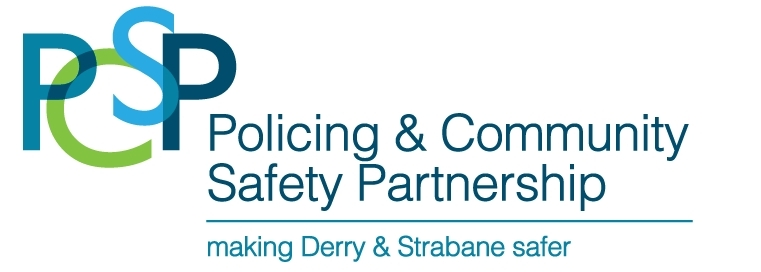 PCSP
Policing & Community
Safety Partnership
making Derry & Strabane safer